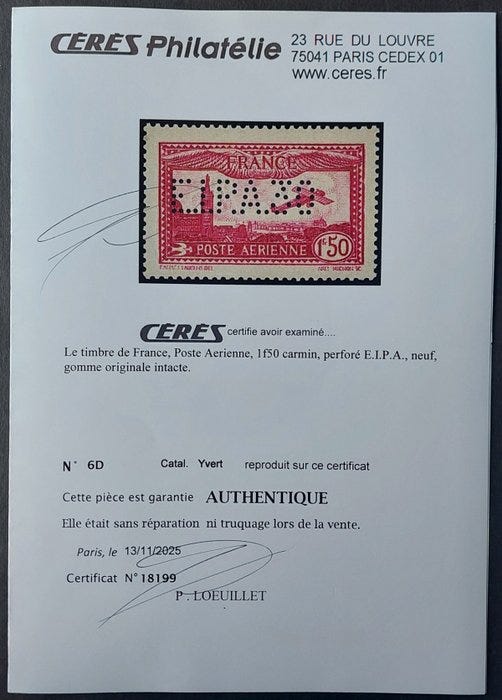 CÉRÈS Philatélie
23 RUE DU LOUVRE
75041 PARIS CEDEX 01
www.ceres.fr
FRANCE
E.I.P.A.30
POSTE AERIENNE
1F50
CÉRÈS certifie avoir examiné....
Le timbre de France, Poste Aerienne, 1f50 carmin, perforé E.I.P.A., neuf,
gomme originale intacte.
N° 6D Catal. Yvert reproduit sur ce certificat
Cette pièce est garantie AUTHENTIQUE
Elle était sans réparation ni truquage lors de la vente.
Paris, le 13/11/2025
Certificat N° 18199
P. LOEUILLET